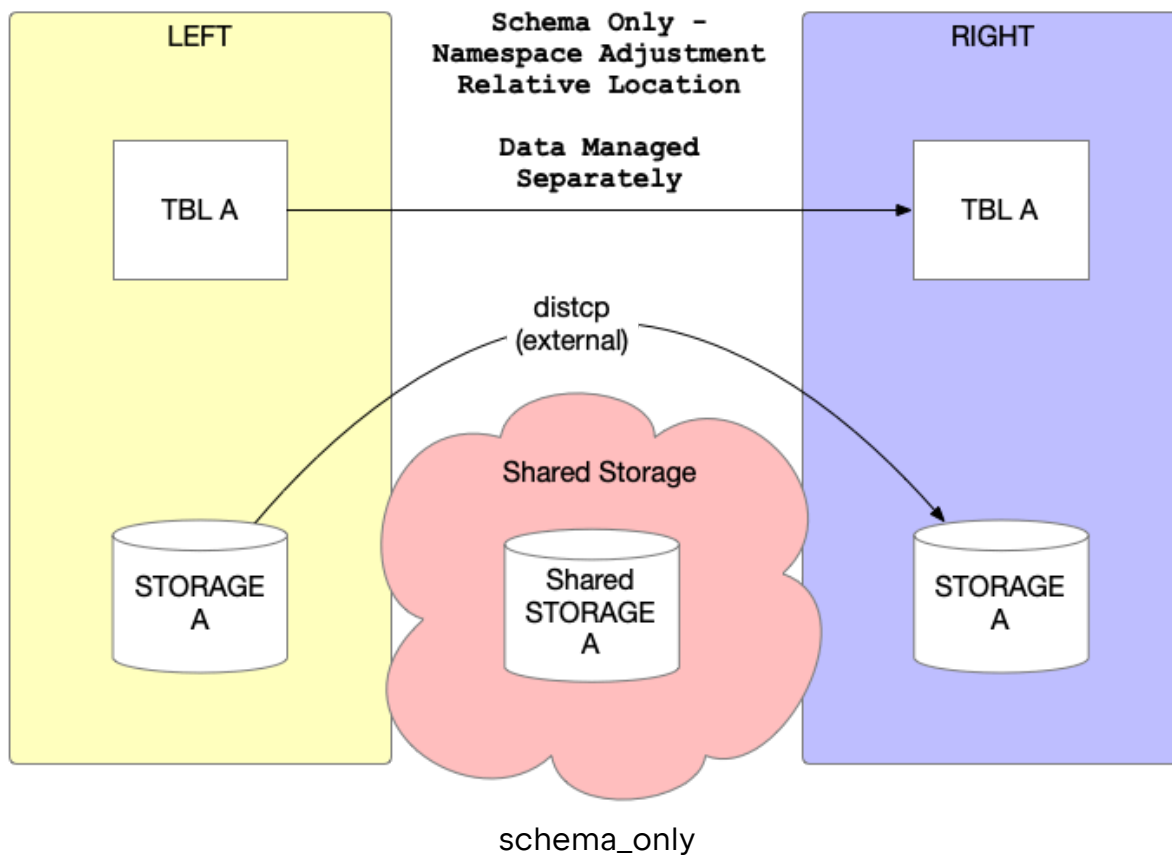 LEFT
Schema Only -
Namespace Adjustment
Relative Location
Data Managed
Separately
RIGHT
TBL A
TBL A
distcp
(external)
Shared Storage
STORAGE
A
Shared
STORAGE
A
STORAGE
A
schema_only